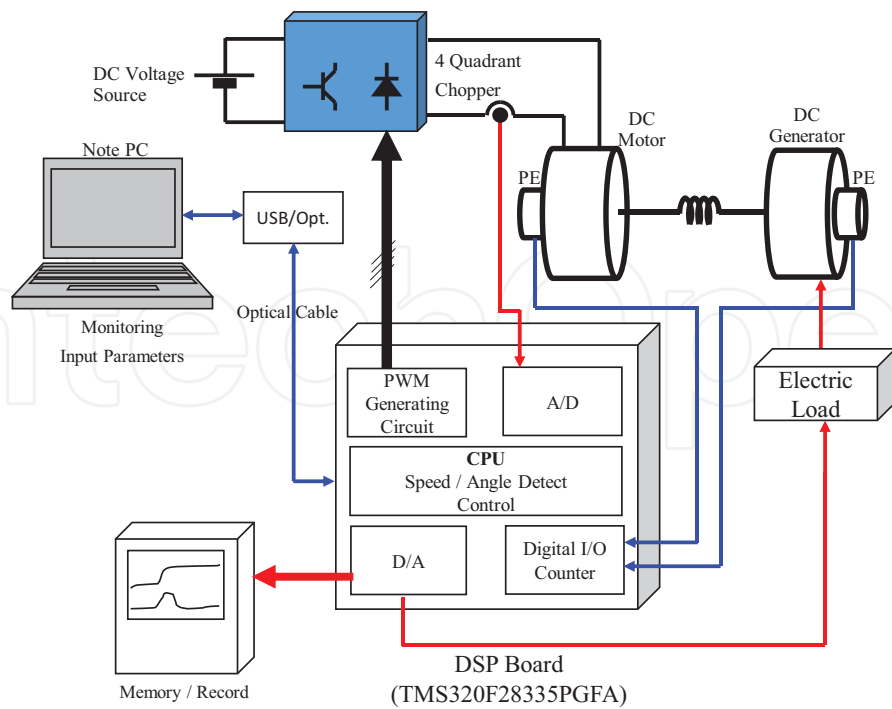 DC Voltage
Source
4 Quadrant
Chopper
DC
Motor
DC
Generator
PE
PE
Note PC
USB/Opt.
Optical Cable
Monitoring
Input Parameters
PWM
Generating
Circuit
A/D
Electric
Load
CPU
Speed / Angle Detect
Control
D/A
Digital I/O
Counter
Memory / Record
DSP Board
(TMS320F28335PGFA)